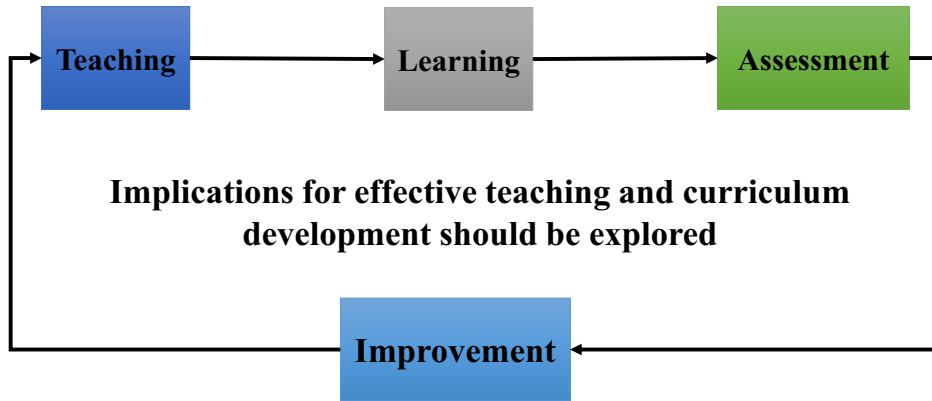 Teaching
Learning
Assessment
Implications for effective teaching and curriculum
development should be explored
Improvement